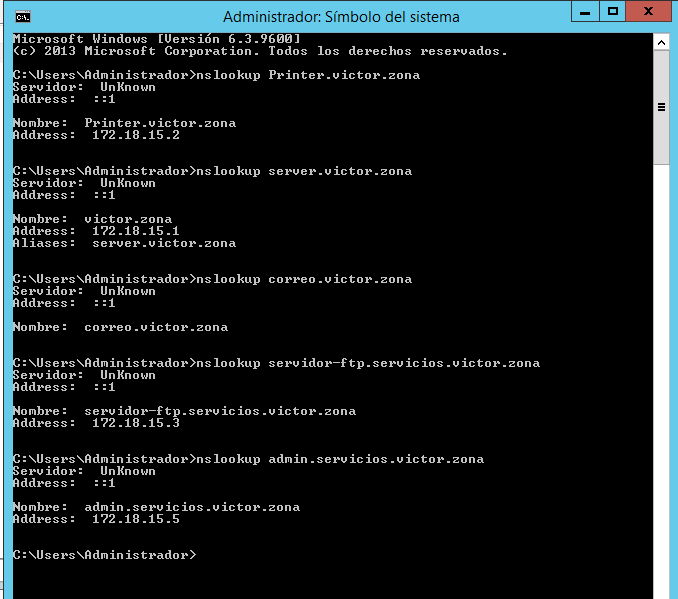 Administrador: Símbolo del sistema
Microsoft Windows [Versión 6.3.9600]
(c) 2013 Microsoft Corporation. Todos los derechos reservados.
C:\Users\Administrador>nslookup Printer.victor.zona
Servidor:  UnKnown
Address:  ::1
Nombre:  Printer.victor.zona
Address:  172.18.15.2
C:\Users\Administrador>nslookup server.victor.zona
Servidor:  UnKnown
Address:  ::1
Nombre:  victor.zona
Address:  172.18.15.1
Aliases:  server.victor.zona
C:\Users\Administrador>nslookup correo.victor.zona
Servidor:  UnKnown
Address:  ::1
Nombre:  correo.victor.zona
C:\Users\Administrador>nslookup servidor-ftp.servicios.victor.zona
Servidor:  UnKnown
Address:  ::1
Nombre:  servidor-ftp.servicios.victor.zona
Address:  172.18.15.3
C:\Users\Administrador>nslookup admin.servicios.victor.zona
Servidor:  UnKnown
Address:  ::1
Nombre:  admin.servicios.victor.zona
Address:  172.18.15.5
C:\Users\Administrador>